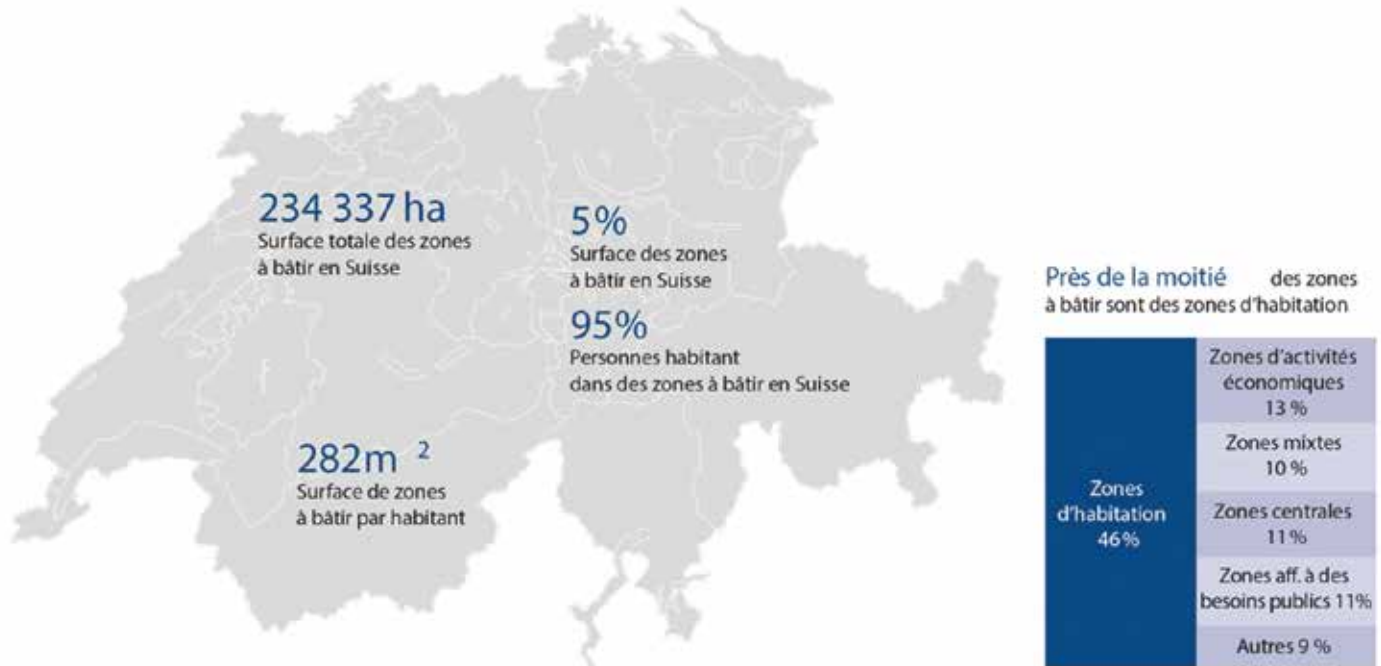 234 337 ha
Surface totale des zones
à bâtir en Suisse
5%
Surface des zones
à bâtir en Suisse
95%
Personnes habitant
dans des zones à bâtir en Suisse
282m 2
Surface de zones
à bâtir par habitant
Près de la moitié des zones
à bâtir sont des zones d'habitation
Zones
d'habitation
46%
Zones d'activités
économiques
13 %
Zones mixtes
10 %
Zones centrales
11%
Zones aff. à des
besoins publics 11%
Autres 9 %